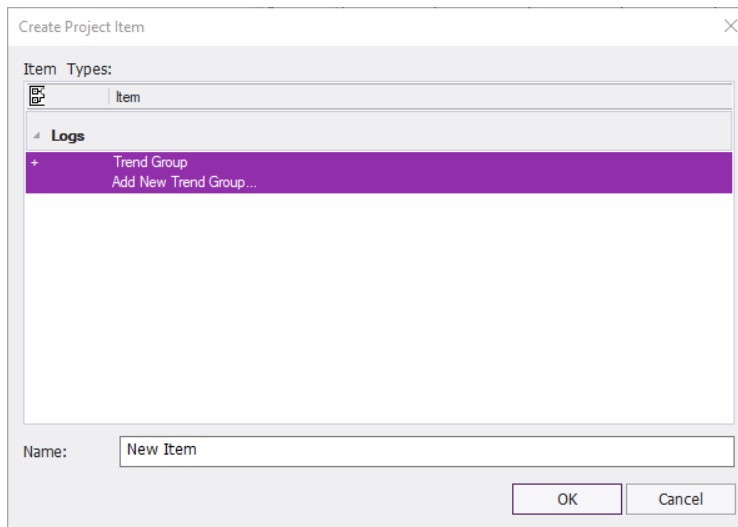 Create Project Item
Item Types:
Item
Logs
+ Trend Group
Add New Trend Group...
Name: New Item
OK Cancel